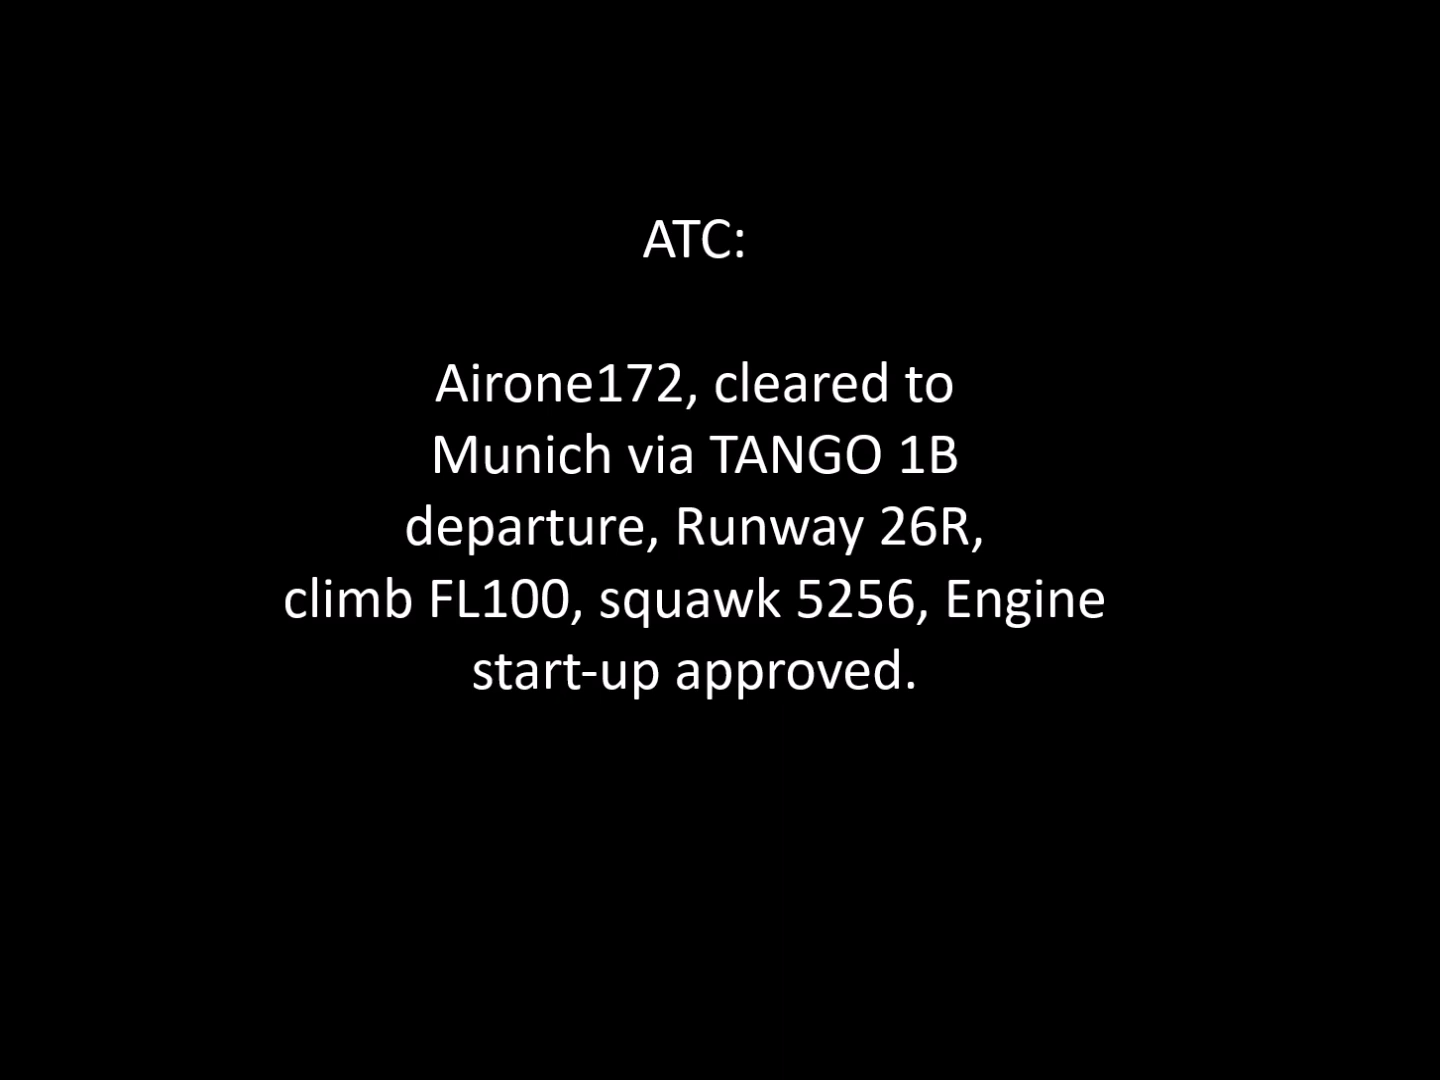 ATC:
Airone172, cleared to
Munich via TANGO 1B
departure, Runway 26R,
climb FL100, squawk 5256, Engine
start-up approved.